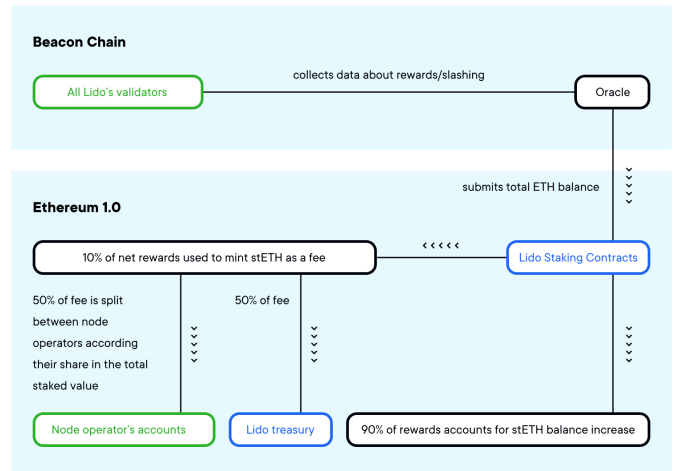 Beacon Chain
collects data about rewards/slashing
All Lido's validators
Oracle
submits total ETH balance
Ethereum 1.0
10% of net rewards used to mint stETH as a fee
Lido Staking Contracts
50% of fee is split
between node
operators according
their share in the total
staked value
50% of fee
Node operator's accounts
Lido treasury
90% of rewards accounts for stETH balance increase